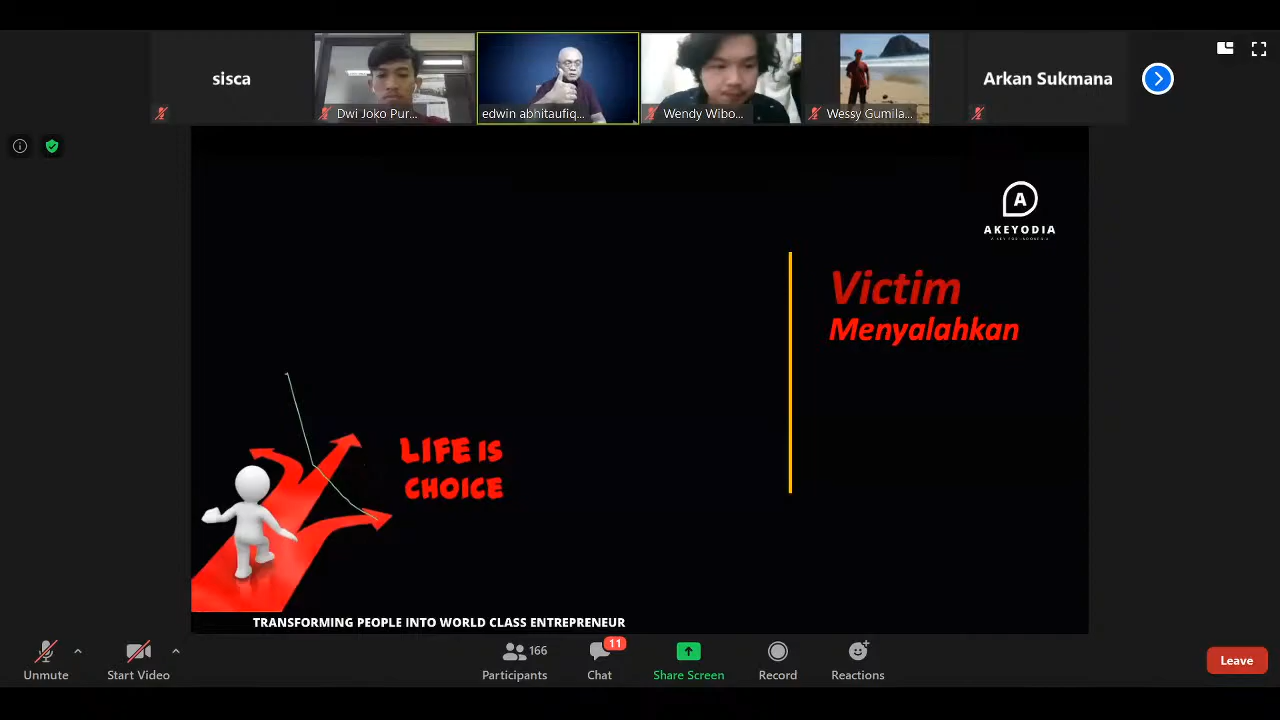 sisca
Dwi Joko Pur...
edwin abhitaufiq...
Wendy Wibo...
Wessy Gumila...
Arkan Sukmana
A
AKEYODIA
Victim
Menyalahkan
LIFE IS
CHOICE
TRANSFORMING PEOPLE INTO WORLD CLASS ENTREPRENEUR
Unmute
Start Video
166
Participants
11
Chat
Share Screen
Record
Reactions
Leave